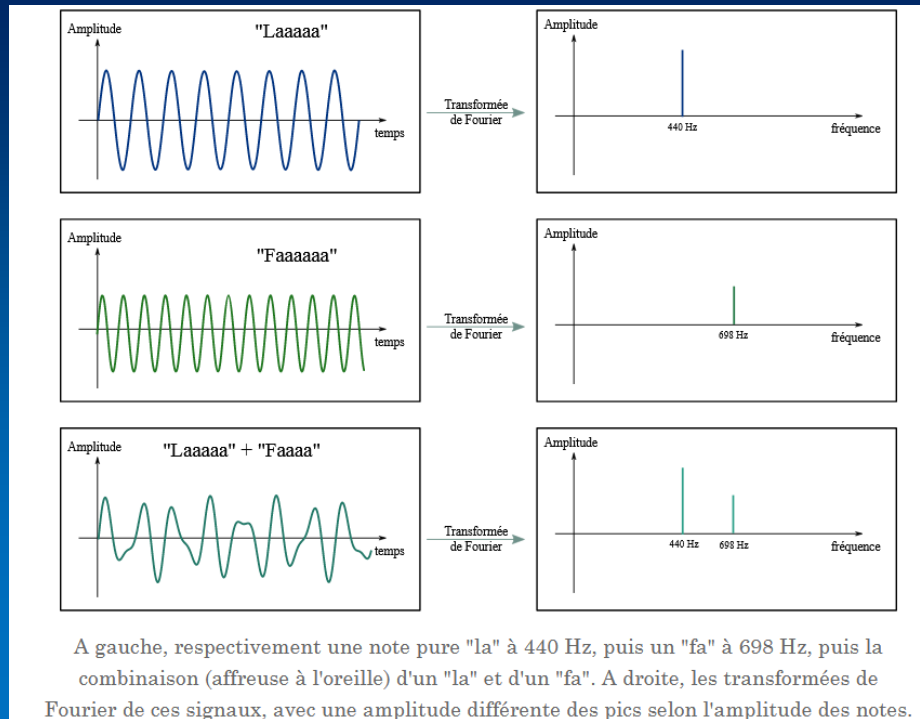 Amplitude
"Laaaaa"
temps
Transformée
de Fourier
Amplitude
440 Hz
fréquence
Amplitude
"Faaaaaa"
temps
Transformée
de Fourier
Amplitude
698 Hz
fréquence
Amplitude
"Laaaaa" + "Faaaa"
temps
Transformée
de Fourier
Amplitude
440 Hz
698 Hz
fréquence
A gauche, respectivement une note pure "la" à 440 Hz, puis un "fa" à 698 Hz, puis la
combinaison (affreuse à l'oreille) d'un "la" et d'un "fa". A droite, les transformées de
Fourier de ces signaux, avec une amplitude différente des pics selon l'amplitude des notes.